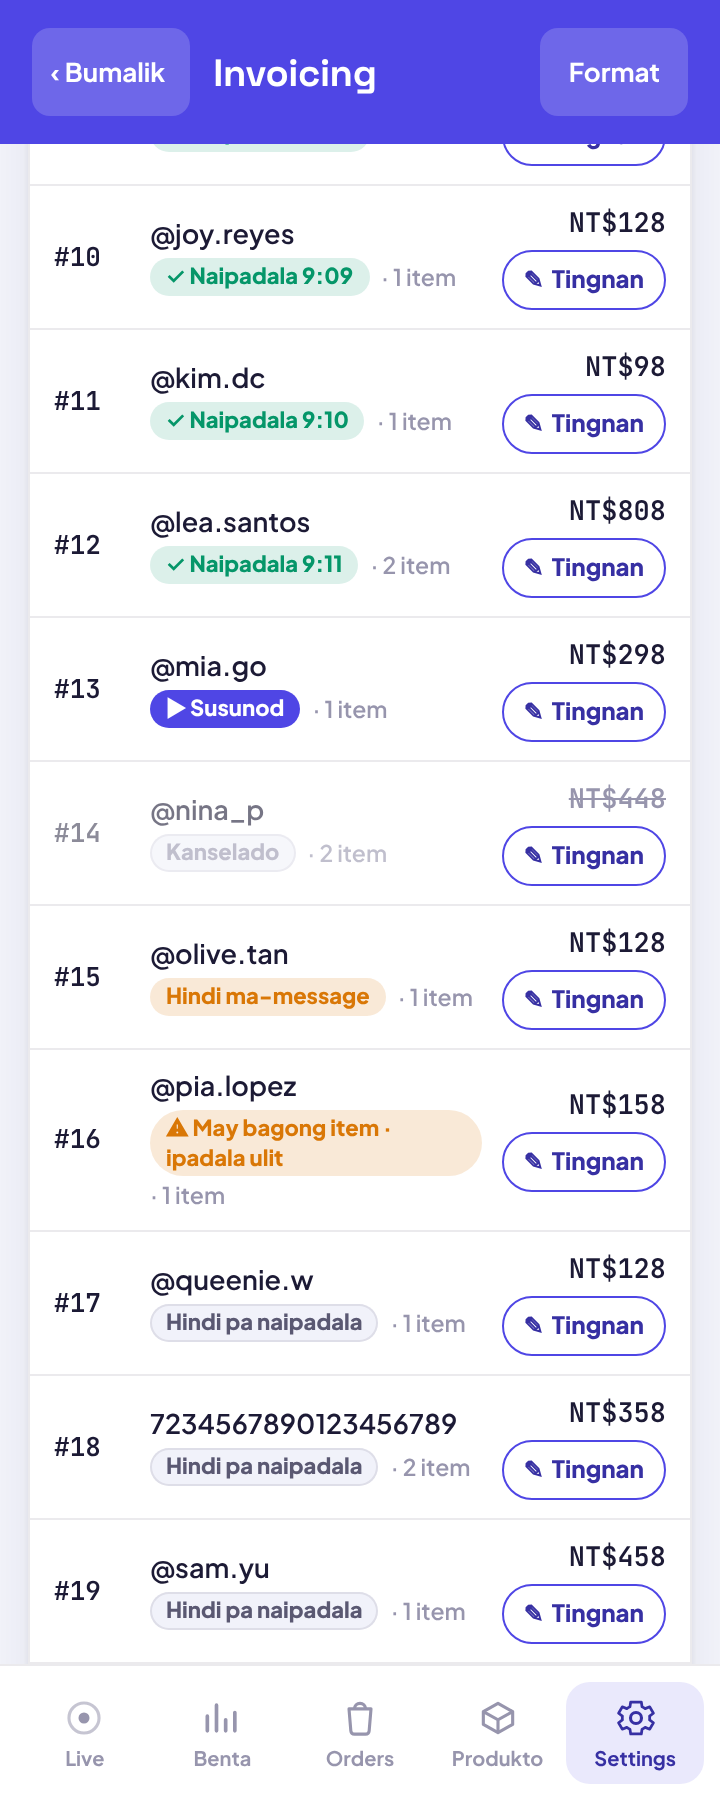 ‹ Bumalik Invoicing Format
#10 @joy.reyes NT$128
✓ Naipadala 9:09 · 1 item ✎ Tingnan
#11 @kim.dc NT$98
✓ Naipadala 9:10 · 1 item ✎ Tingnan
#12 @lea.santos NT$808
✓ Naipadala 9:11 · 2 item ✎ Tingnan
#13 @mia.go NT$298
▶ Susunod · 1 item ✎ Tingnan
#14 @nina_p NT$448
Kanselado · 2 item ✎ Tingnan
#15 @olive.tan NT$128
Hindi ma-message · 1 item ✎ Tingnan
#16 @pia.lopez NT$158
⚠ May bagong item ·
ipadala ulit ✎ Tingnan
· 1 item
#17 @queenie.w NT$128
Hindi pa naipadala · 1 item ✎ Tingnan
#18 7234567890123456789 NT$358
Hindi pa naipadala · 2 item ✎ Tingnan
#19 @sam.yu NT$458
Hindi pa naipadala · 1 item ✎ Tingnan
Live Benta Orders Produkto Settings